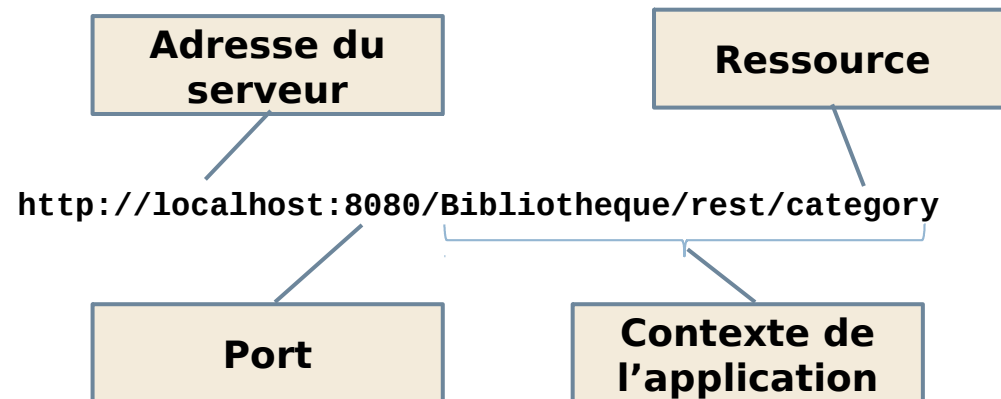 Adresse du
serveur
Ressource
http://localhost:8080/Bibliotheque/rest/category
Port
Contexte de
l’application